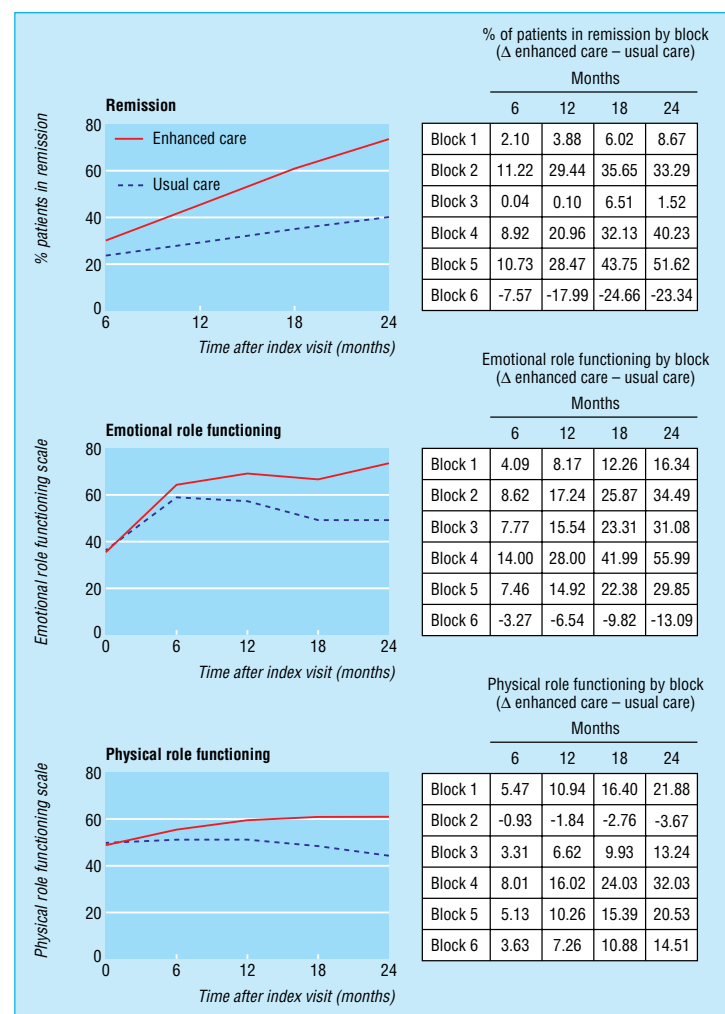 % of patients in remission by block
(Δ enhanced care – usual care)
Months
6 12 18 24
Block 1 2.10 3.88 6.02 8.67
Block 2 11.22 29.44 35.65 33.29
Block 3 0.04 0.10 6.51 1.52
Block 4 8.92 20.96 32.13 40.23
Block 5 10.73 28.47 43.75 51.62
Block 6 -7.57 -17.99 -24.66 -23.34
Remission
% patients in remission
80
60
40
20
0
Enhanced care
Usual care
6 12 18 24
Time after index visit (months)
Emotional role functioning by block
(Δ enhanced care – usual care)
Months
6 12 18 24
Block 1 4.09 8.17 12.26 16.34
Block 2 8.62 17.24 25.87 34.49
Block 3 7.77 15.54 23.31 31.08
Block 4 14.00 28.00 41.99 55.99
Block 5 7.46 14.92 22.38 29.85
Block 6 -3.27 -6.54 -9.82 -13.09
Emotional role functioning
Emotional role functioning scale
80
60
40
20
0
0 6 12 18 24
Time after index visit (months)
Physical role functioning by block
(Δ enhanced care – usual care)
Months
6 12 18 24
Block 1 5.47 10.94 16.40 21.88
Block 2 -0.93 -1.84 -2.76 -3.67
Block 3 3.31 6.62 9.93 13.24
Block 4 8.01 16.02 24.03 32.03
Block 5 5.13 10.26 15.39 20.53
Block 6 3.63 7.26 10.88 14.51
Physical role functioning
Physical role functioning scale
80
60
40
20
0
0 6 12 18 24
Time after index visit (months)